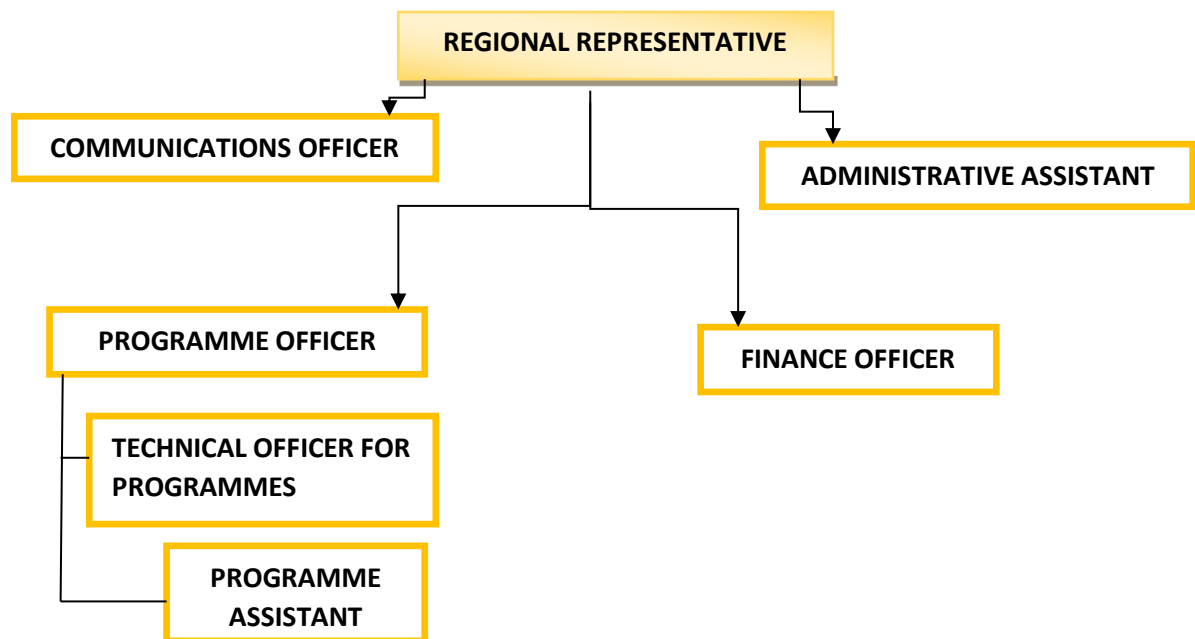 REGIONAL REPRESENTATIVE
COMMUNICATIONS OFFICER
ADMINISTRATIVE ASSISTANT
PROGRAMME OFFICER
FINANCE OFFICER
TECHNICAL OFFICER FOR
PROGRAMMES
PROGRAMME
ASSISTANT